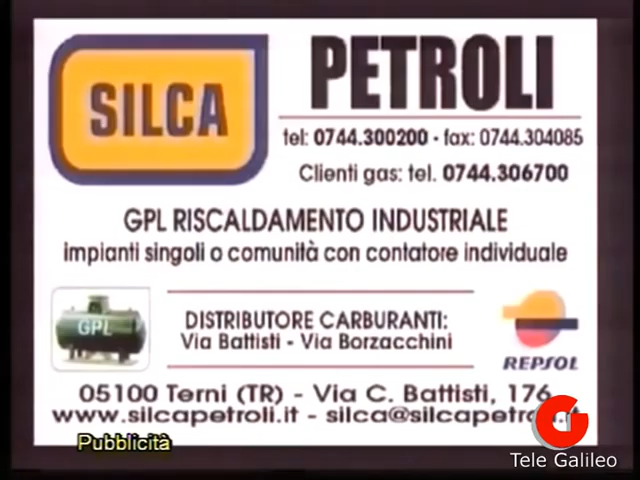 SILCA
PETROLI
tel: 0744.300200 - fax: 0744.304085
Clienti gas: tel. 0744.306700
GPL RISCALDAMENTO INDUSTRIALE
impianti singoli o comunità con contatore individuale
GPL
DISTRIBUTORE CARBURANTI:
Via Battisti - Via Borzacchini
REPSOL
05100 Terni (TR) - Via C. Battisti, 176
www.silcapetroli.it -
Pubblicità
G
Tele Galileo